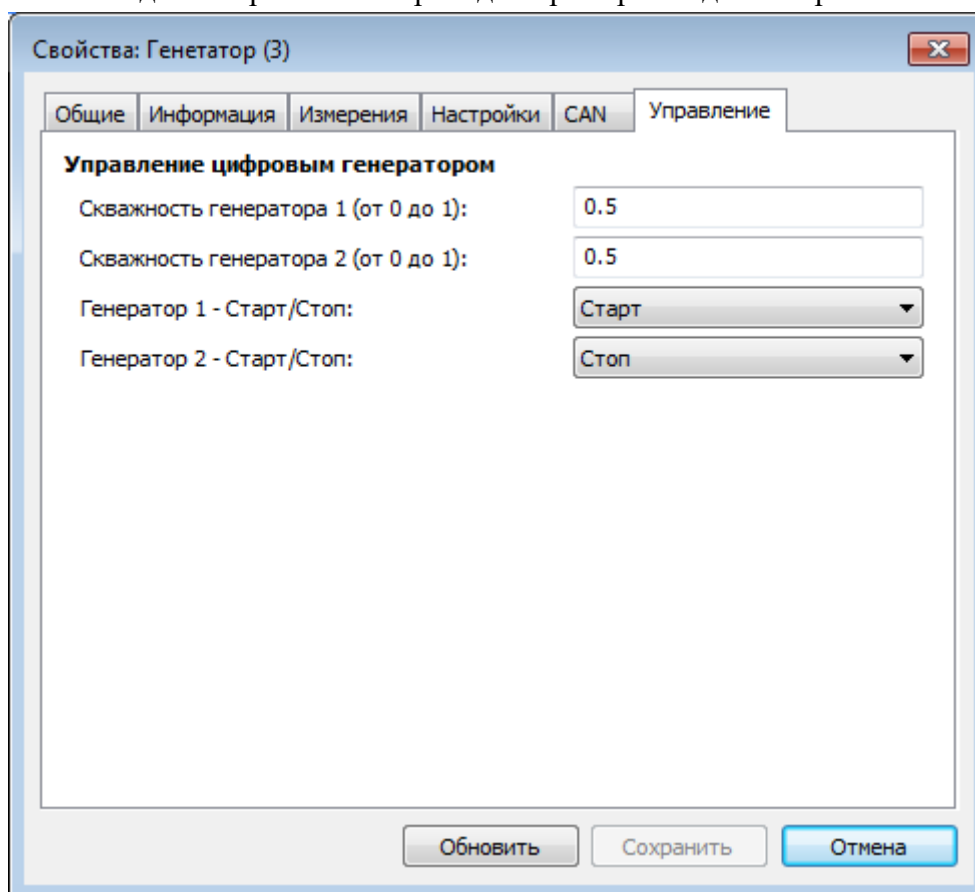 Свойства: Генетатор (3)
Общие Информация Измерения Настройки CAN Управление
Управление цифровым генератором
Скважность генератора 1 (от 0 до 1): 0.5
Скважность генератора 2 (от 0 до 1): 0.5
Генератор 1 - Старт/Стоп: Старт
Генератор 2 - Старт/Стоп: Стоп
Обновить Сохранить Отмена